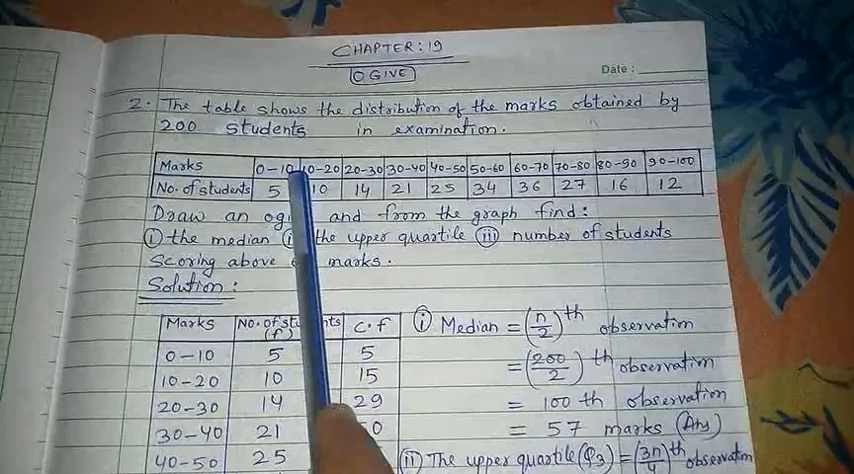 CHAPTER: 19
OGIVE
Date :
2. The table shows the distribution of the marks obtained by
200 students in examination.
Marks 0-10 10-20 20-30 30-40 40-50 50-60 60-70 70-80 80-90 90-100
No. of students 5 10 14 21 25 34 36 27 16 12
Draw an and from the graph find:
(i) the median the upper quartile (iii) number of students
Scoring above marks.
Solution:
Marks No. of (f) C.f
0-10 5 5
10-20 10 15
20-30 14 29
30-40 21
40-50 25
(i) Median = (n/2)th observation
= (200/2)th observation
= 100 th observation
= 57 marks (Ans)
(ii) The upper quartile (Q3) = th observation